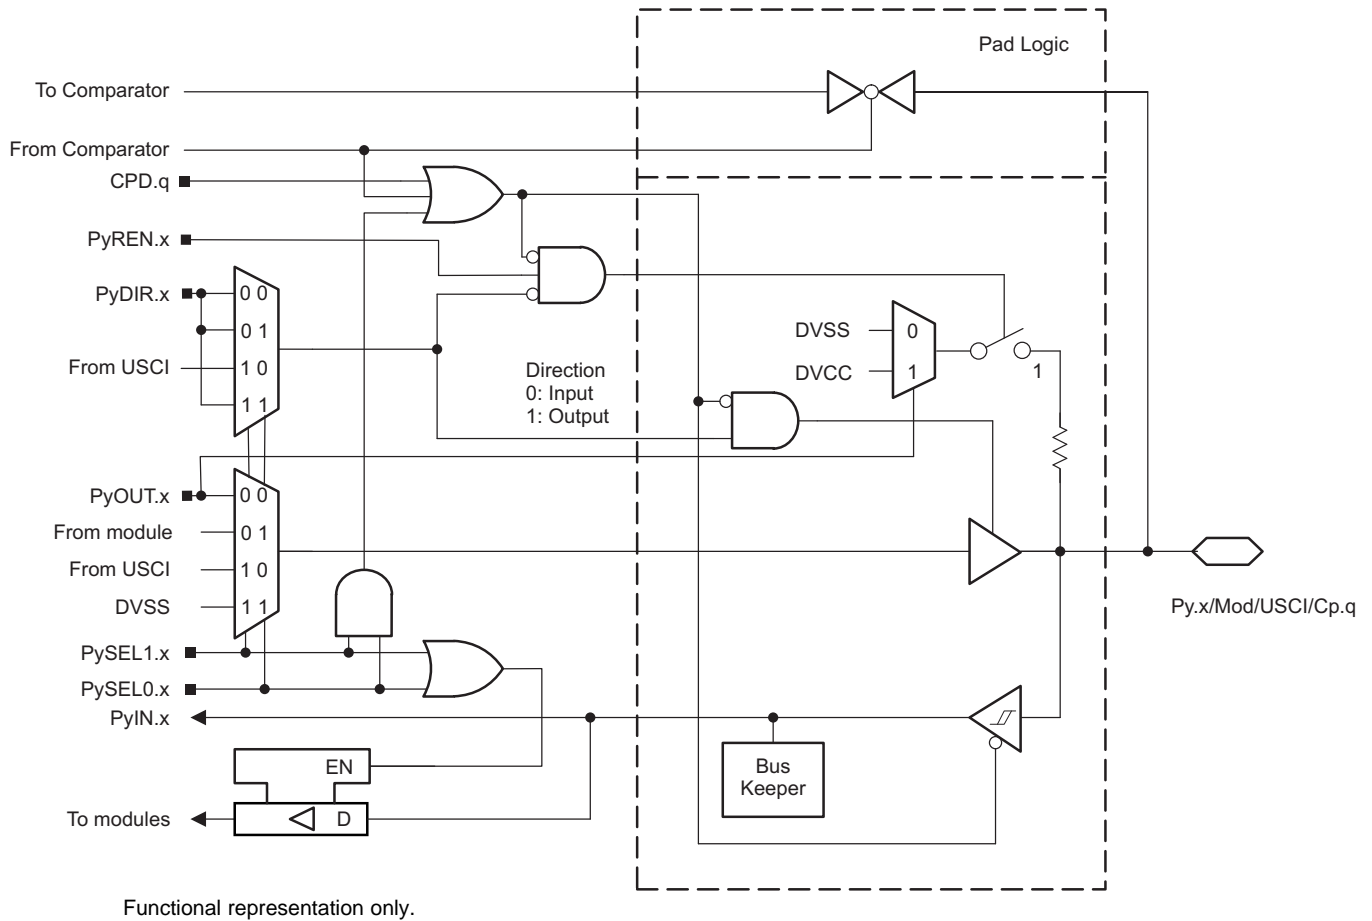 Pad Logic
To Comparator
From Comparator
CPD.q
PyREN.x
PyDIR.x
0 0
0 1
From USCI
1 0
1 1
Direction
0: Input
1: Output
DVSS
0
DVCC
1
1
PyOUT.x
0 0
From module
0 1
From USCI
1 0
DVSS
1 1
Py.x/Mod/USCI/Cp.q
PySEL1.x
PySEL0.x
PyIN.x
EN
Bus
Keeper
To modules
D
Functional representation only.